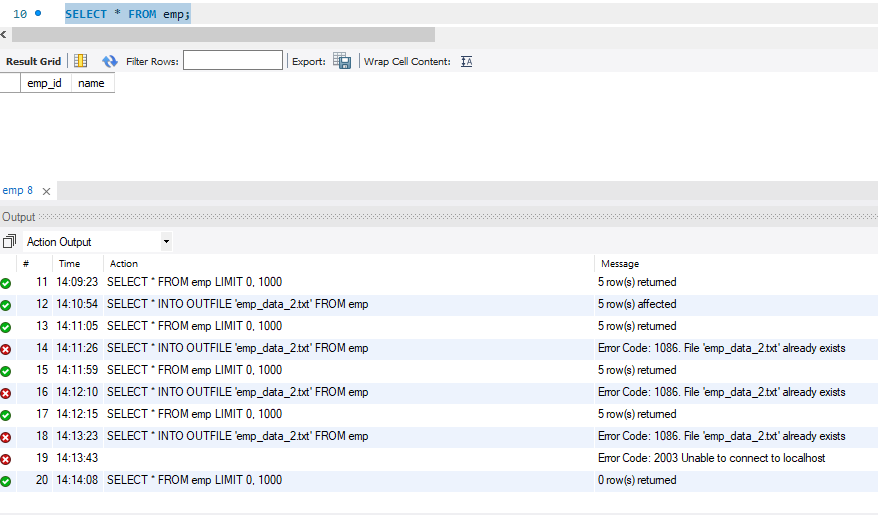 10 SELECT * FROM emp;
Result Grid Filter Rows: Export: Wrap Cell Content:
emp_id name
emp 8
Output
Action Output
# Time Action Message
11 14:09:23 SELECT * FROM emp LIMIT 0, 1000 5 row(s) returned
12 14:10:54 SELECT * INTO OUTFILE 'emp_data_2.txt' FROM emp 5 row(s) affected
13 14:11:05 SELECT * FROM emp LIMIT 0, 1000 5 row(s) returned
14 14:11:26 SELECT * INTO OUTFILE 'emp_data_2.txt' FROM emp Error Code: 1086. File 'emp_data_2.txt' already exists
15 14:11:59 SELECT * FROM emp LIMIT 0, 1000 5 row(s) returned
16 14:12:10 SELECT * INTO OUTFILE 'emp_data_2.txt' FROM emp Error Code: 1086. File 'emp_data_2.txt' already exists
17 14:12:15 SELECT * FROM emp LIMIT 0, 1000 5 row(s) returned
18 14:13:23 SELECT * INTO OUTFILE 'emp_data_2.txt' FROM emp Error Code: 1086. File 'emp_data_2.txt' already exists
19 14:13:43 Error Code: 2003 Unable to connect to localhost
20 14:14:08 SELECT * FROM emp LIMIT 0, 1000 0 row(s) returned